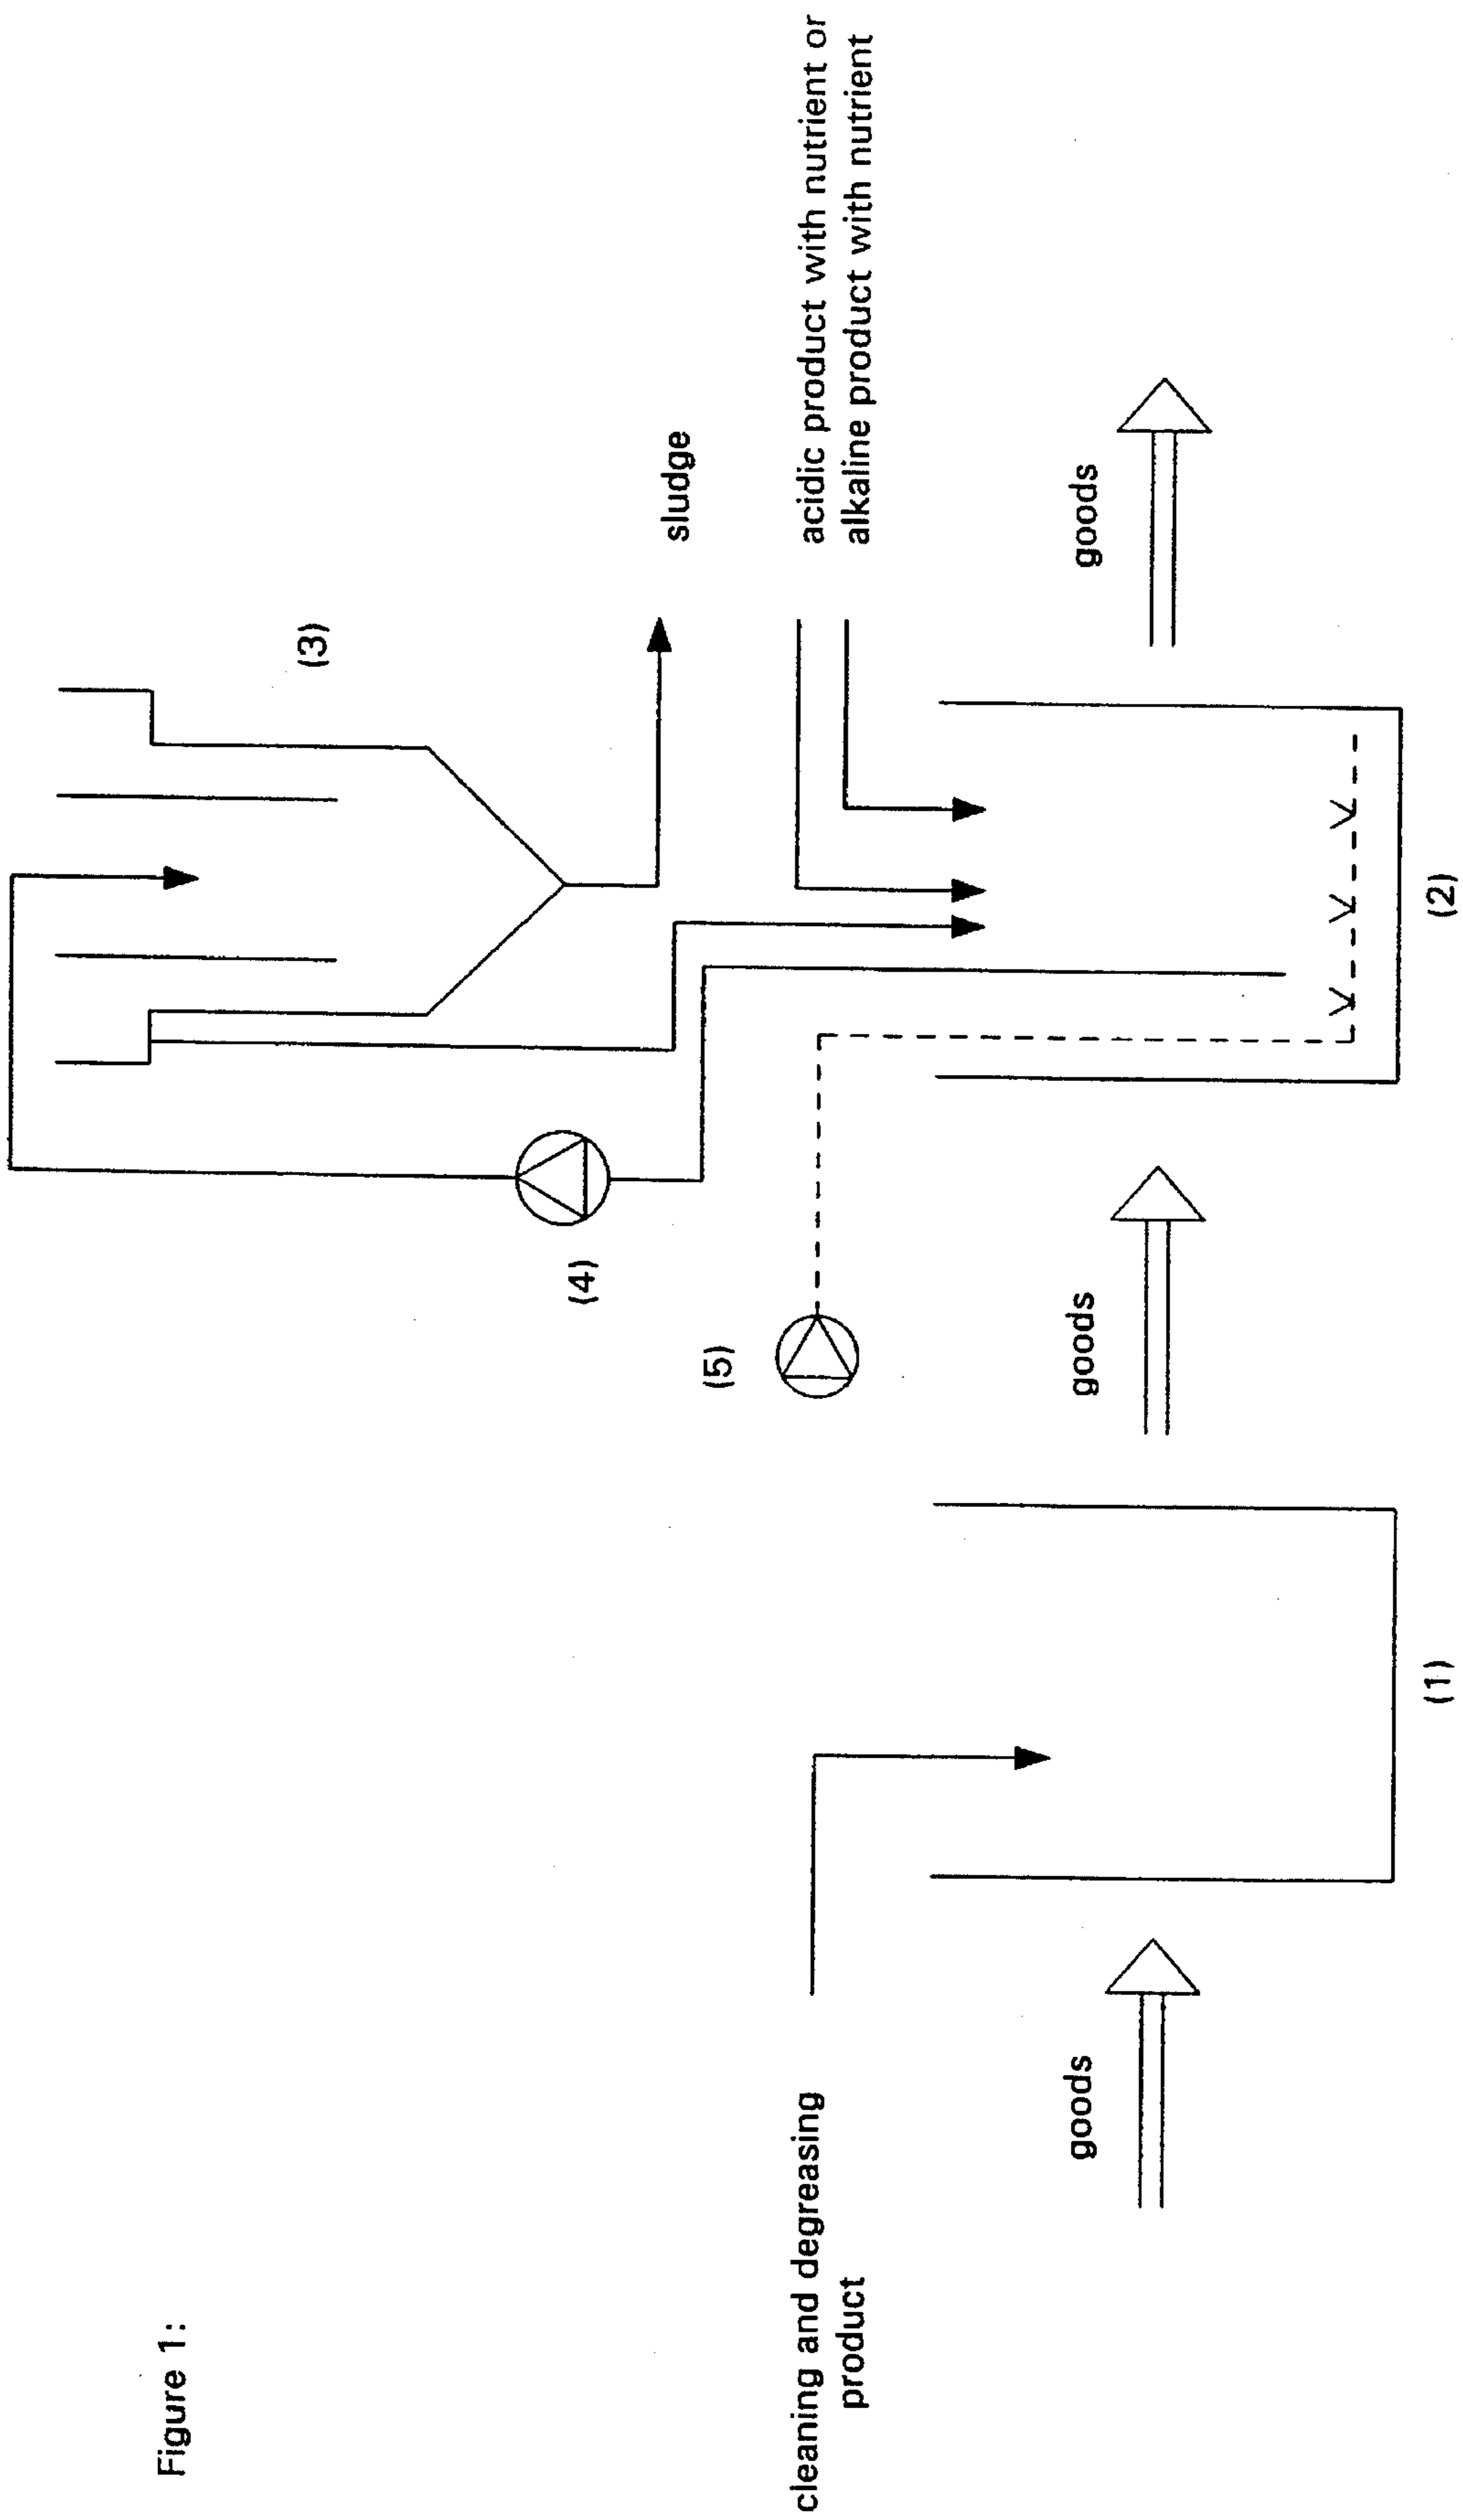 Figure 1:
(3)
(4)
sludge
(5)
cleaning and degreasing
product
acidic product with nutrient or
alkaline product with nutrient
goods
goods
goods
(1)
(2)